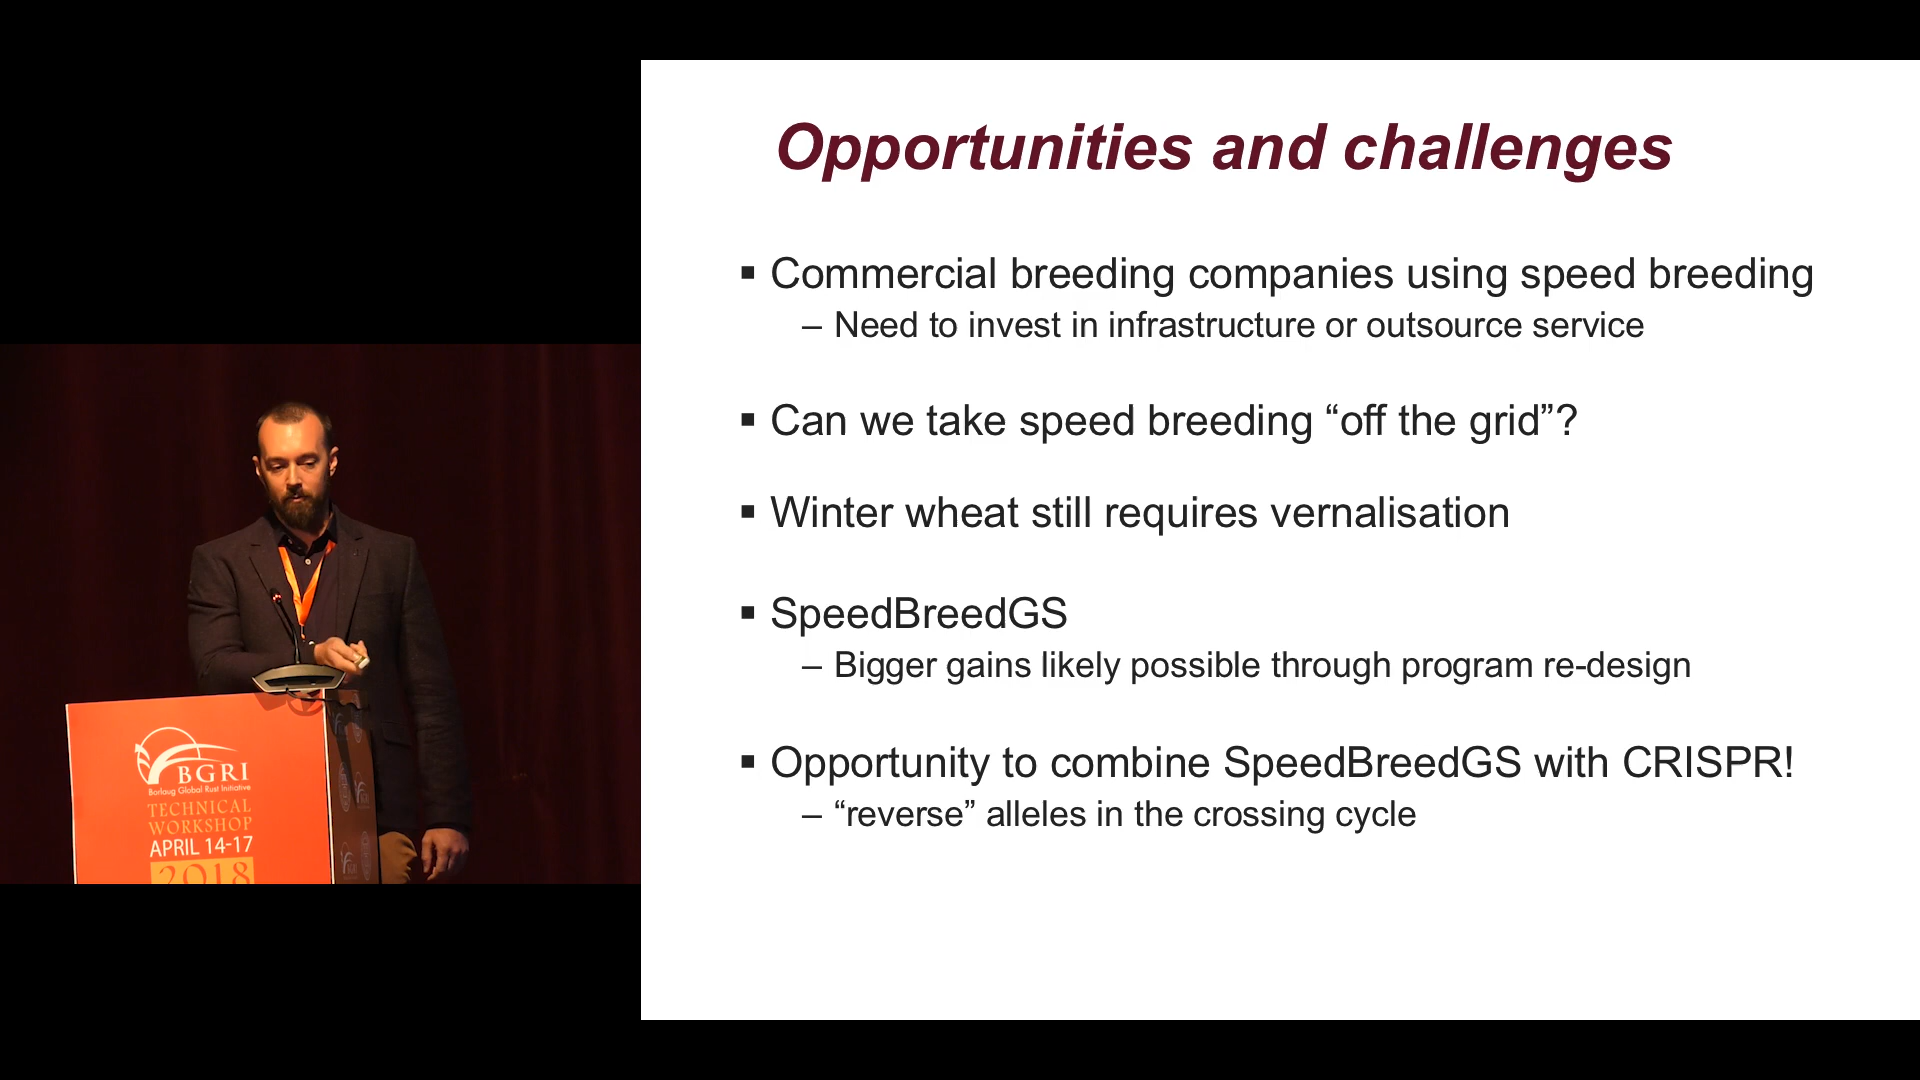 Opportunities and challenges
▪ Commercial breeding companies using speed breeding
– Need to invest in infrastructure or outsource service
▪ Can we take speed breeding “off the grid”?
▪ Winter wheat still requires vernalisation
▪ SpeedBreedGS
– Bigger gains likely possible through program re-design
▪ Opportunity to combine SpeedBreedGS with CRISPR!
– “reverse” alleles in the crossing cycle
BGRI
Borlaug Global Rust Initiative
TECHNICAL
WORKSHOP
APRIL 14-17
2018